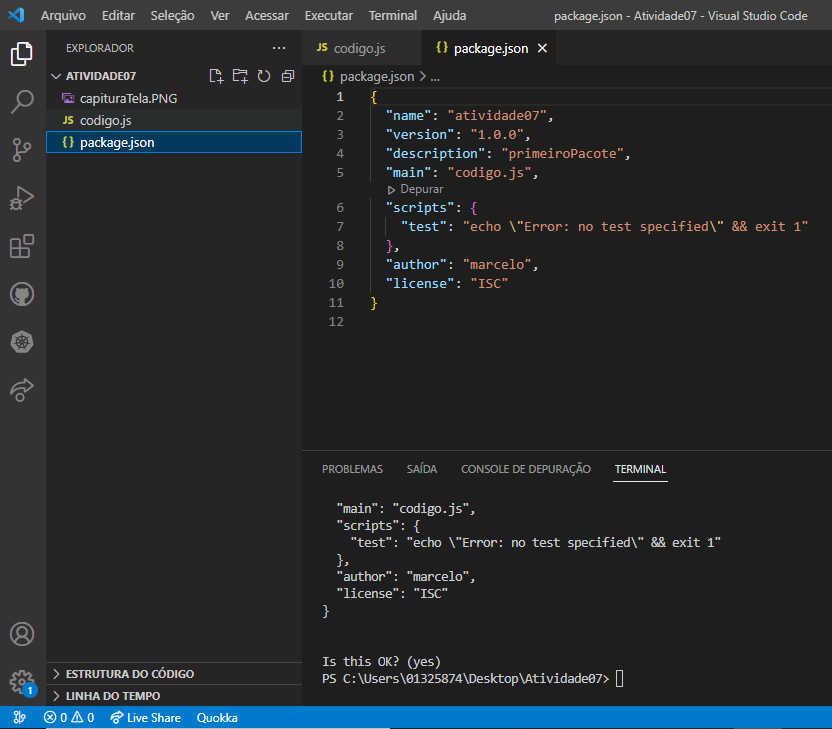 Arquivo Editar Seleção Ver Acessar Executar Terminal Ajuda package.json - Atividade07 - Visual Studio Code
EXPLORADOR ···
ATIVIDADE07
capituraTela.PNG
JS codigo.js
{} package.json
ESTRUTURA DO CÓDIGO
LINHA DO TEMPO
JS codigo.js {} package.json ×
{} package.json > ...
1 {
2 "name": "atividade07",
3 "version": "1.0.0",
4 "description": "primeiroPacote",
5 "main": "codigo.js",
Depurar
6 "scripts": {
7 "test": "echo \"Error: no test specified\" && exit 1"
8 },
9 "author": "marcelo",
10 "license": "ISC"
11 }
12
PROBLEMAS SAÍDA CONSOLE DE DEPURAÇÃO TERMINAL
"main": "codigo.js",
"scripts": {
"test": "echo \"Error: no test specified\" && exit 1"
},
"author": "marcelo",
"license": "ISC"
}
Is this OK? (yes)
PS C:\Users\01325874\Desktop\Atividade07>
1
0 0 Live Share Quokka